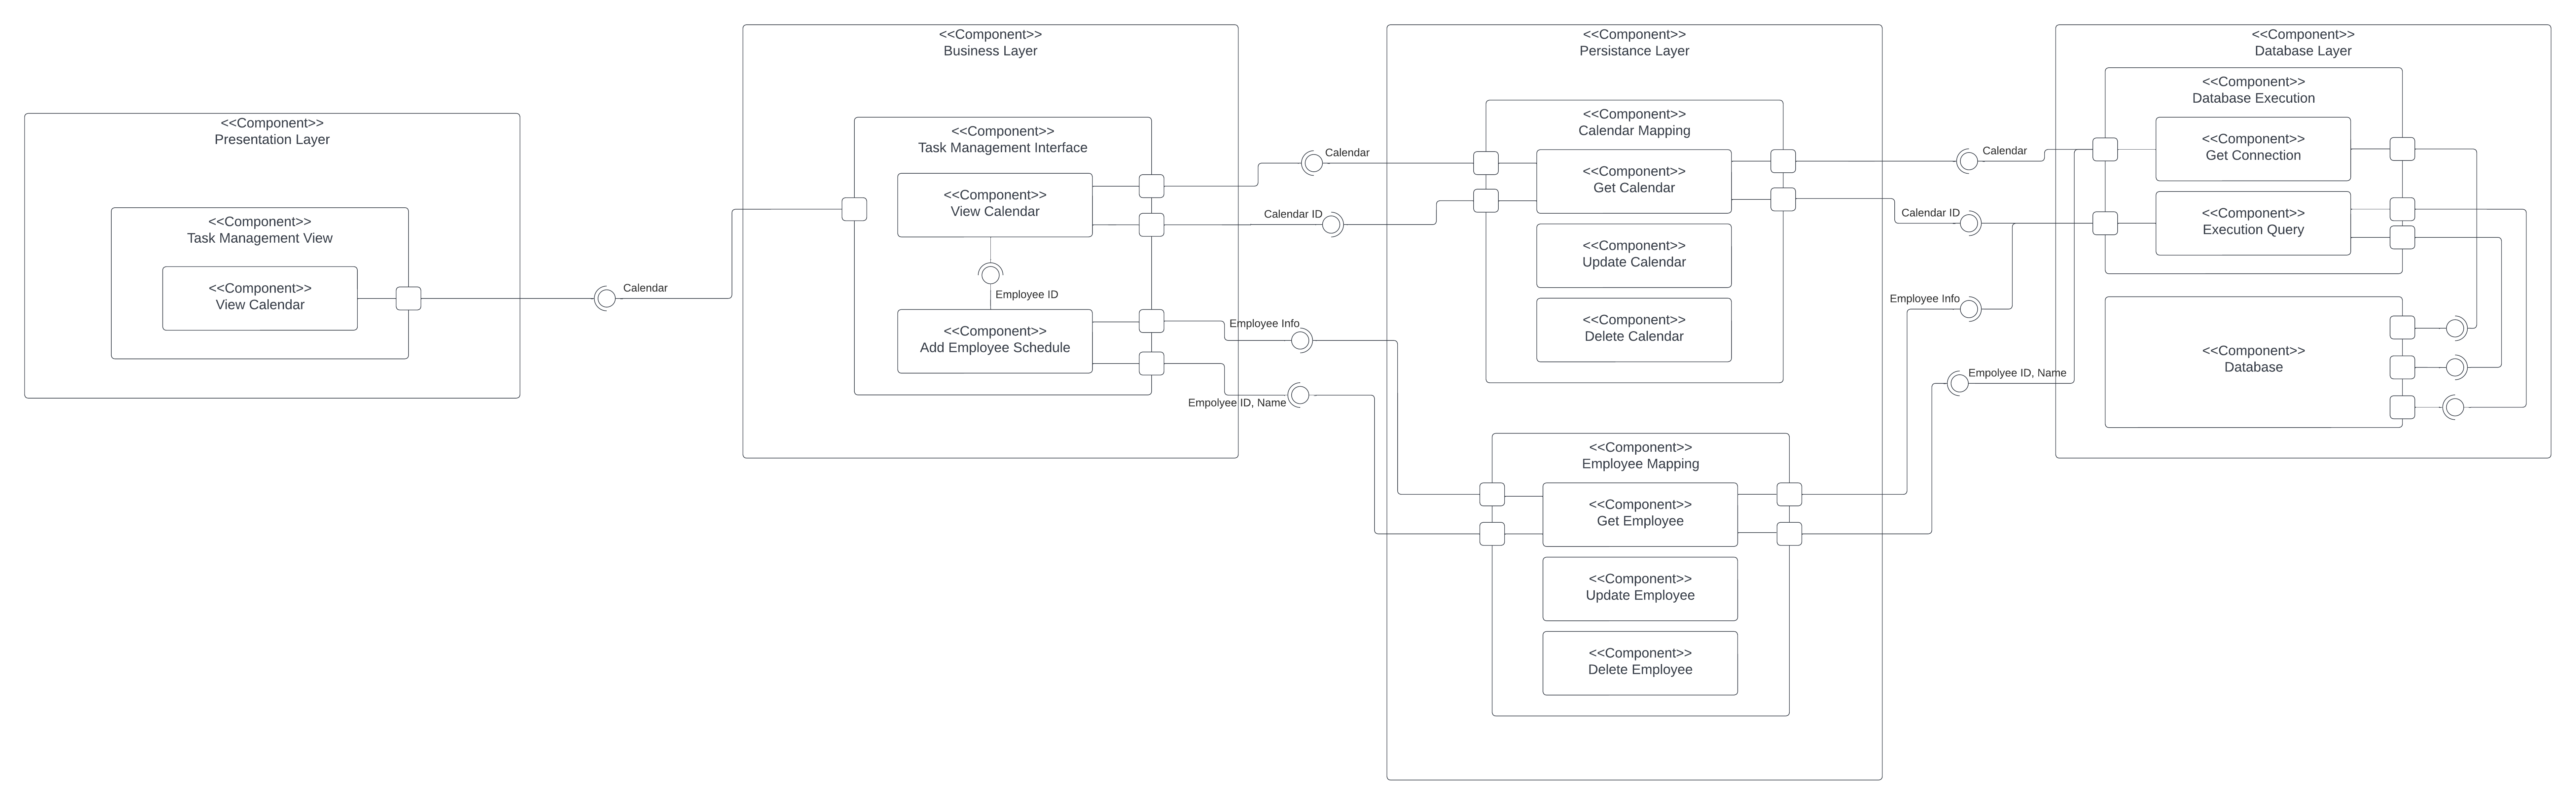 <<Component>>
Presentation Layer
<<Component>>
Task Management View
<<Component>>
View Calendar
Calendar
<<Component>>
Business Layer
<<Component>>
Task Management Interface
<<Component>>
View Calendar
Employee ID
<<Component>>
Add Employee Schedule
Calendar
Calendar ID
Employee Info
Empolyee ID, Name
<<Component>>
Persistance Layer
<<Component>>
Calendar Mapping
<<Component>>
Get Calendar
<<Component>>
Update Calendar
<<Component>>
Delete Calendar
<<Component>>
Employee Mapping
<<Component>>
Get Employee
<<Component>>
Update Employee
<<Component>>
Delete Employee
Calendar
Calendar ID
Employee Info
Empolyee ID, Name
<<Component>>
Database Layer
<<Component>>
Database Execution
<<Component>>
Get Connection
<<Component>>
Execution Query
<<Component>>
Database